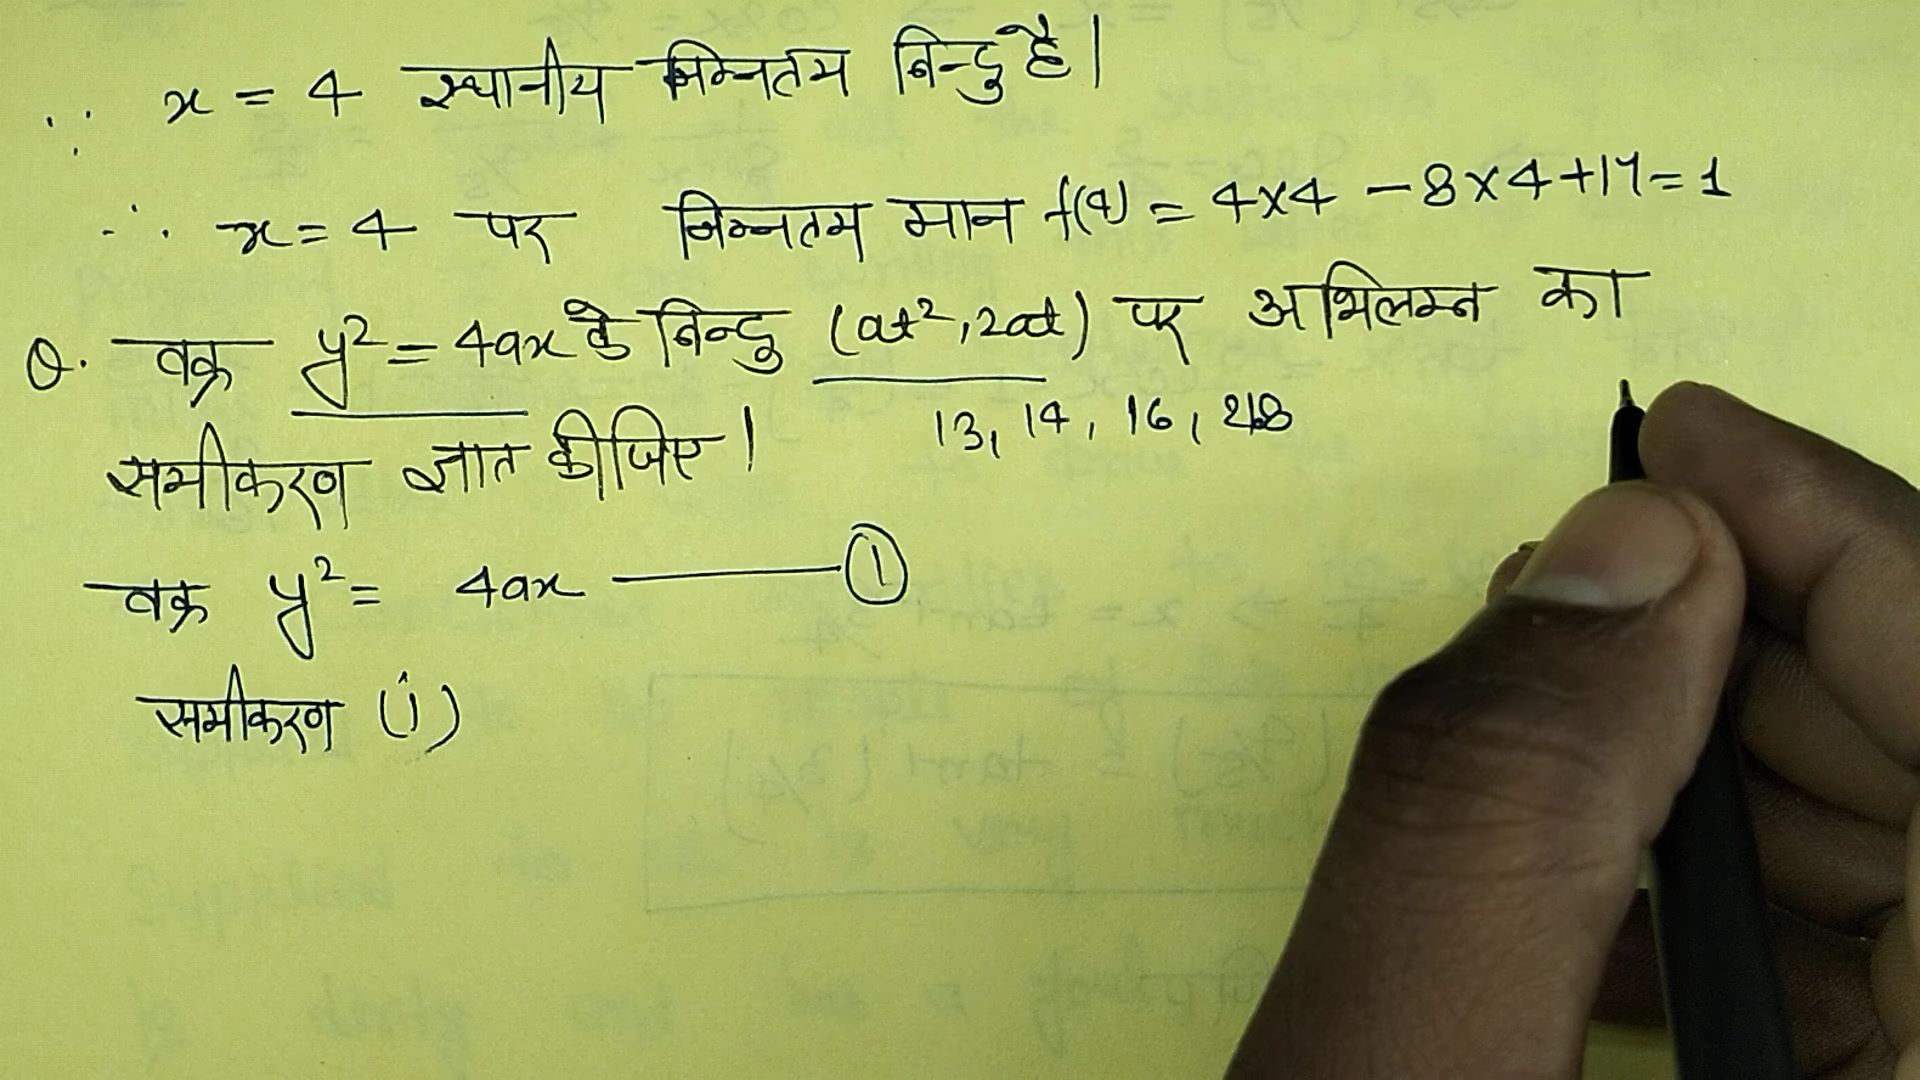 ∵ x = 4 स्थानीय निम्नतम बिन्दु है।
∴ x = 4 पर निम्नतम मान f(4) = 4×4 - 8×4+17 = 1
Q. वक्र y² = 4ax के बिन्दु (at², 2at) पर अभिलम्ब का
समीकरण ज्ञात कीजिए। 13, 14, 16, 18
वक्र y² = 4ax ——— ①
समीकरण (i)